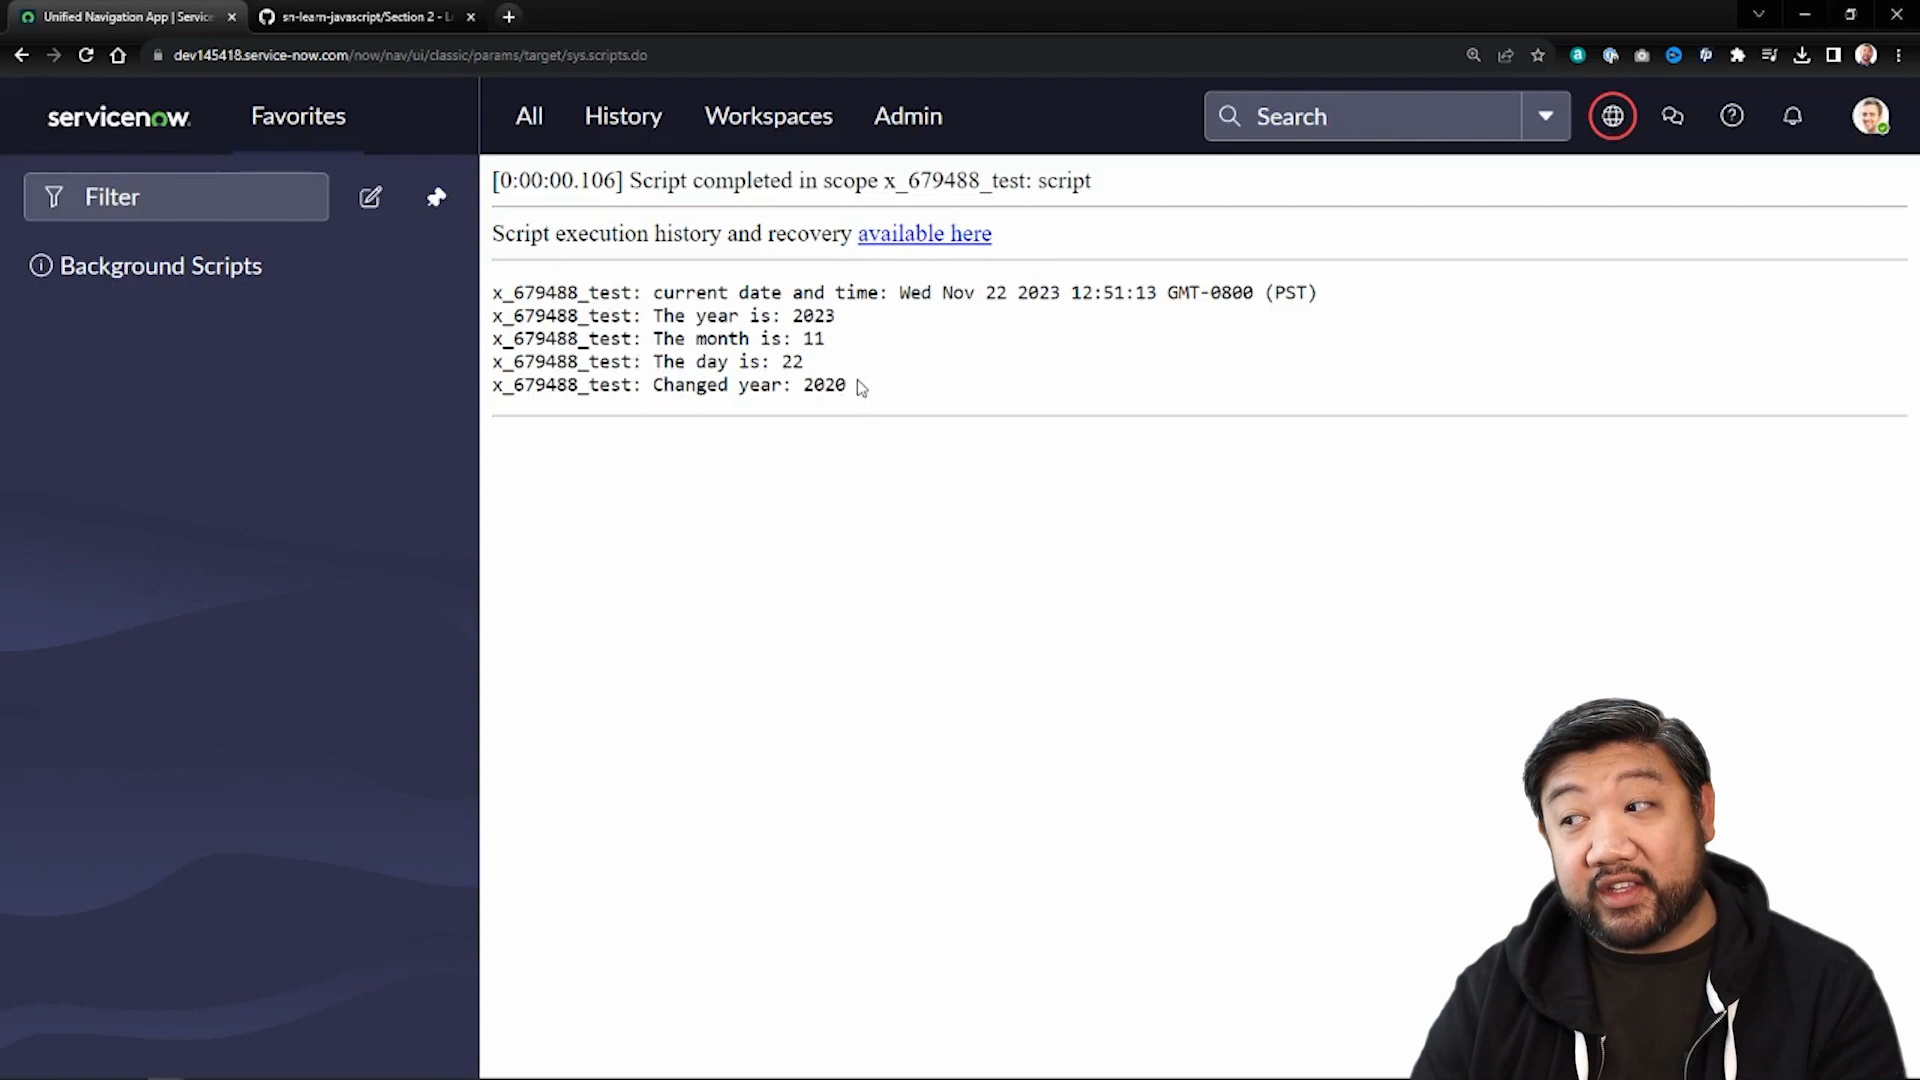 Unified Navigation App | Service
sn-learn-javascript/Section 2 - L
dev145418.service-now.com/now/nav/ui/classic/params/target/sys.scripts.do
servicenow
Favorites
All
History
Workspaces
Admin
Search
Filter
Background Scripts
[0:00:00.106] Script completed in scope x_679488_test: script
Script execution history and recovery available here
x_679488_test: current date and time: Wed Nov 22 2023 12:51:13 GMT-0800 (PST)
x_679488_test: The year is: 2023
x_679488_test: The month is: 11
x_679488_test: The day is: 22
x_679488_test: Changed year: 2020